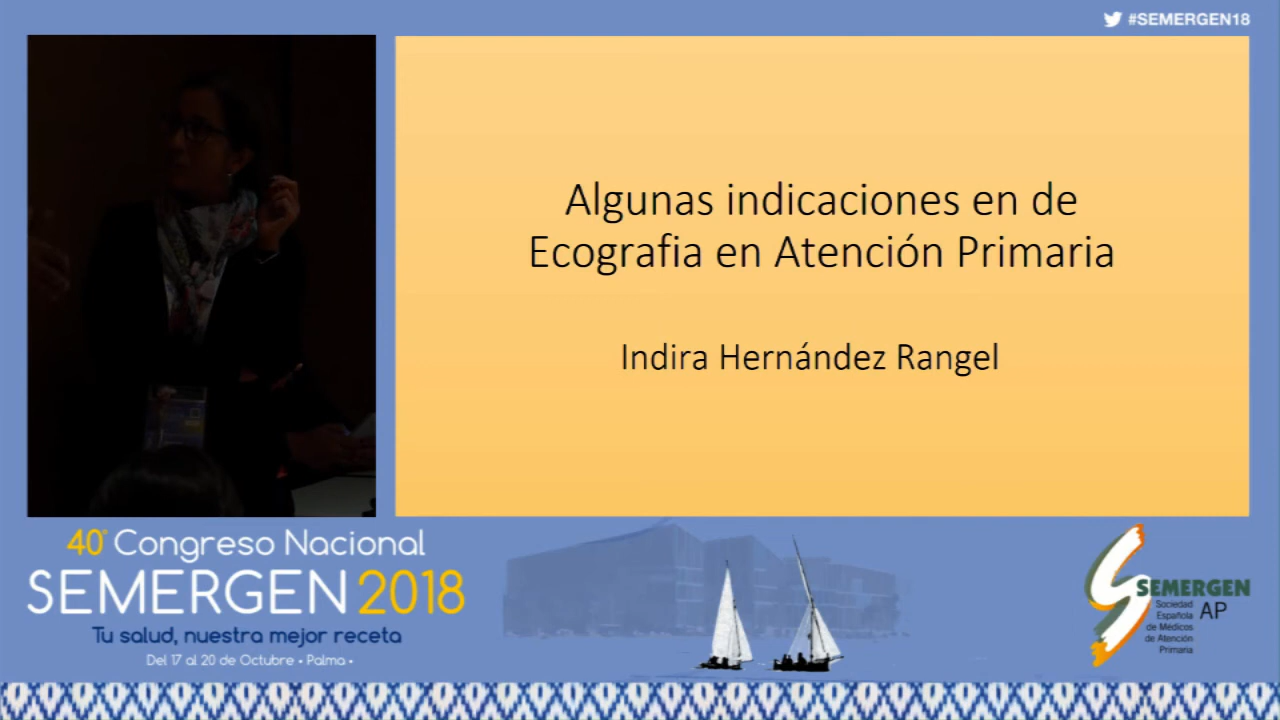 #SEMERGEN18
Algunas indicaciones en de
Ecografia en Atención Primaria
Indira Hernández Rangel
40º Congreso Nacional
SEMERGEN 2018
Tu salud, nuestra mejor receta
Del 17 al 20 de Octubre • Palma •
SEMERGEN
Sociedad
Española
de Médicos
de Atención
Primaria
AP